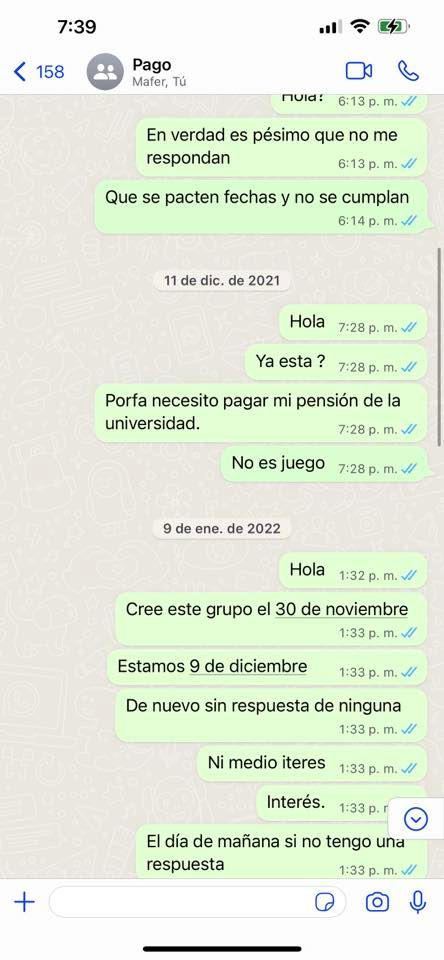 7:39
158
Pago
Mafer, Tú
Hola?
6:13 p. m.
En verdad es pésimo que no me
respondan
6:13 p. m.
Que se pacten fechas y no se cumplan
6:14 p. m.
11 de dic. de 2021
Hola 7:28 p. m.
Ya esta ? 7:28 p. m.
Porfa necesito pagar mi pensión de la
universidad.
7:28 p. m.
No es juego 7:28 p. m.
9 de ene. de 2022
Hola 1:32 p. m.
Cree este grupo el 30 de noviembre
1:33 p. m.
Estamos 9 de diciembre 1:33 p. m.
De nuevo sin respuesta de ninguna
1:33 p. m.
Ni medio iteres 1:33 p. m.
Interés. 1:33 p.
El día de mañana si no tengo una
respuesta
1:33 p. m.